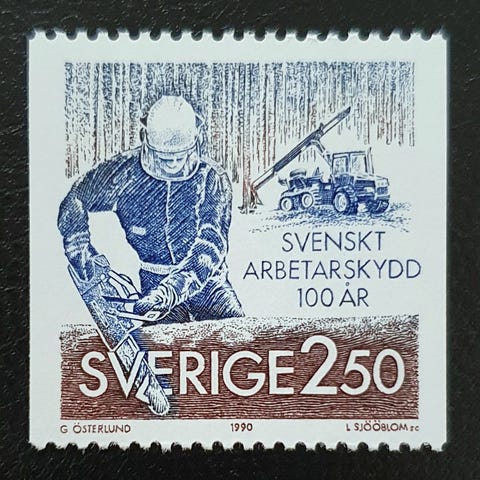 SVENSKT
ARBETARSKYDD
100 ÅR
SVERIGE 2.50
G ÖSTERLUND 1990 L SJÖÖBLOM SC